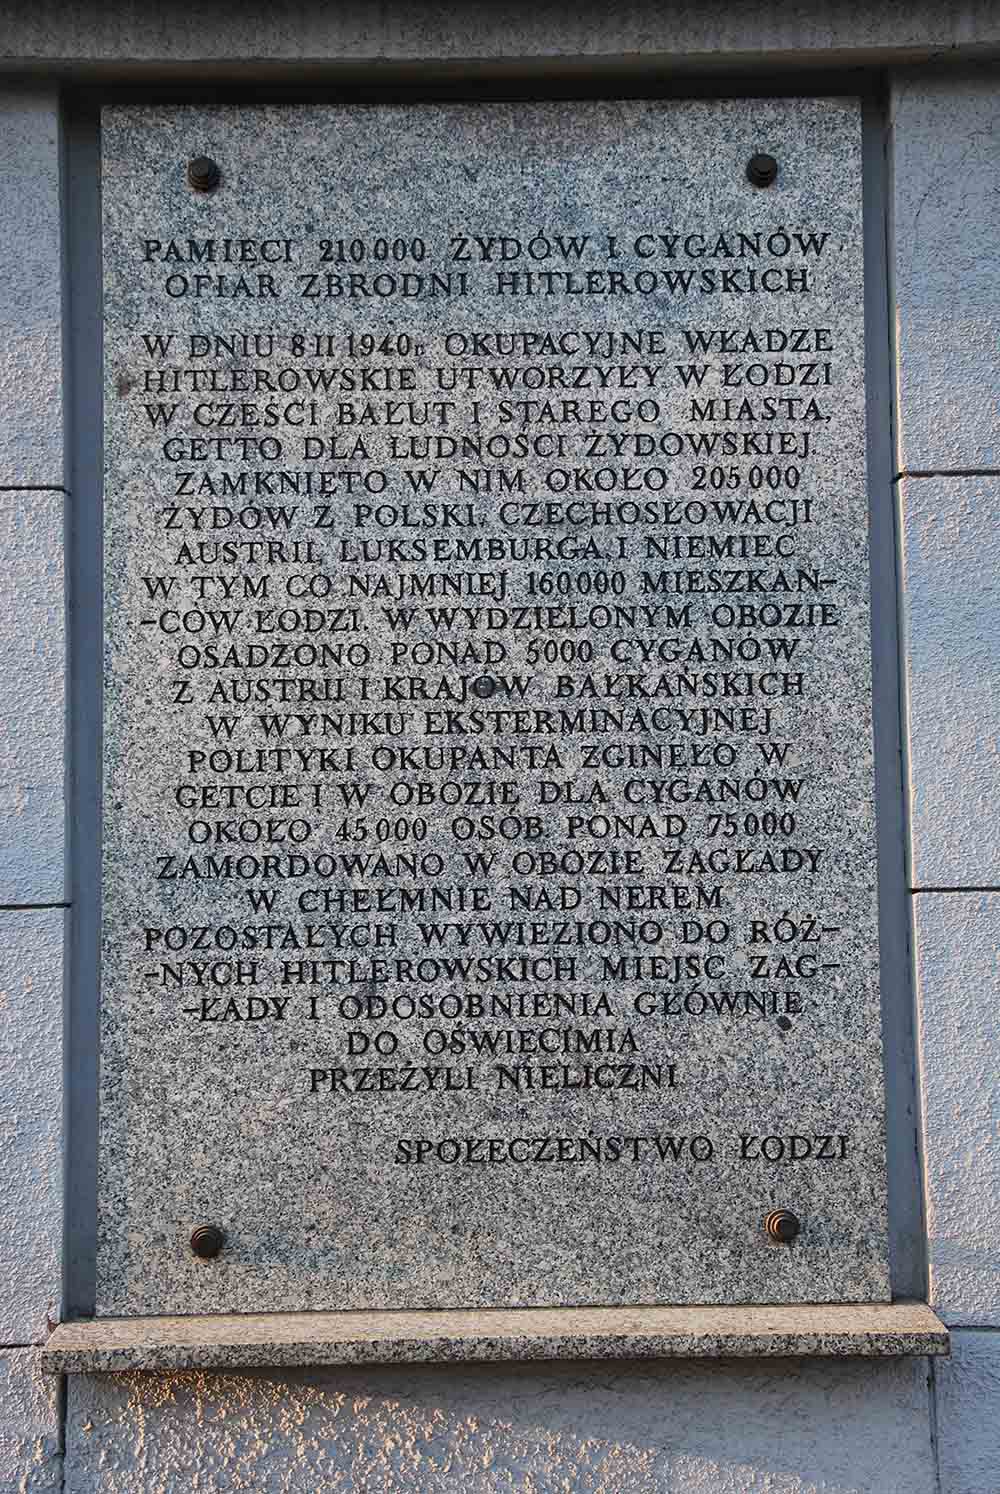 PAMIĘCI 210000 ŻYDÓW I CYGANÓW
OFIAR ZBRODNI HITLEROWSKICH
W DNIU 8 II 1940r. OKUPACYJNE WŁADZE
HITLEROWSKIE UTWORZYŁY W ŁODZI
W CZĘŚCI BAŁUT I STAREGO MIASTA,
GETTO DLA LUDNOŚCI ŻYDOWSKIEJ.
ZAMKNIĘTO W NIM OKOŁO 205000
ŻYDÓW Z POLSKI, CZECHOSŁOWACJI
AUSTRII, LUKSEMBURGA I NIEMIEC
W TYM CO NAJMNIEJ 160000 MIESZKAŃ-
-CÓW ŁODZI. W WYDZIELONYM OBOZIE
OSADZONO PONAD 5000 CYGANÓW
Z AUSTRII I KRAJÓW BAŁKAŃSKICH
W WYNIKU EKSTERMINACYJNEJ
POLITYKI OKUPANTA ZGINĘŁO W
GETCIE I W OBOZIE DLA CYGANÓW
OKOŁO 45000 OSÓB. PONAD 75000
ZAMORDOWANO W OBOZIE ZAGŁADY
W CHEŁMNIE NAD NEREM
POZOSTAŁYCH WYWIEZIONO DO RÓŻ-
-NYCH HITLEROWSKICH MIEJSC ZAG-
-ŁADY I ODOSOBNIENIA GŁÓWNIE
DO OŚWIĘCIMIA
PRZEŻYLI NIELICZNI
SPOŁECZEŃSTWO ŁODZI